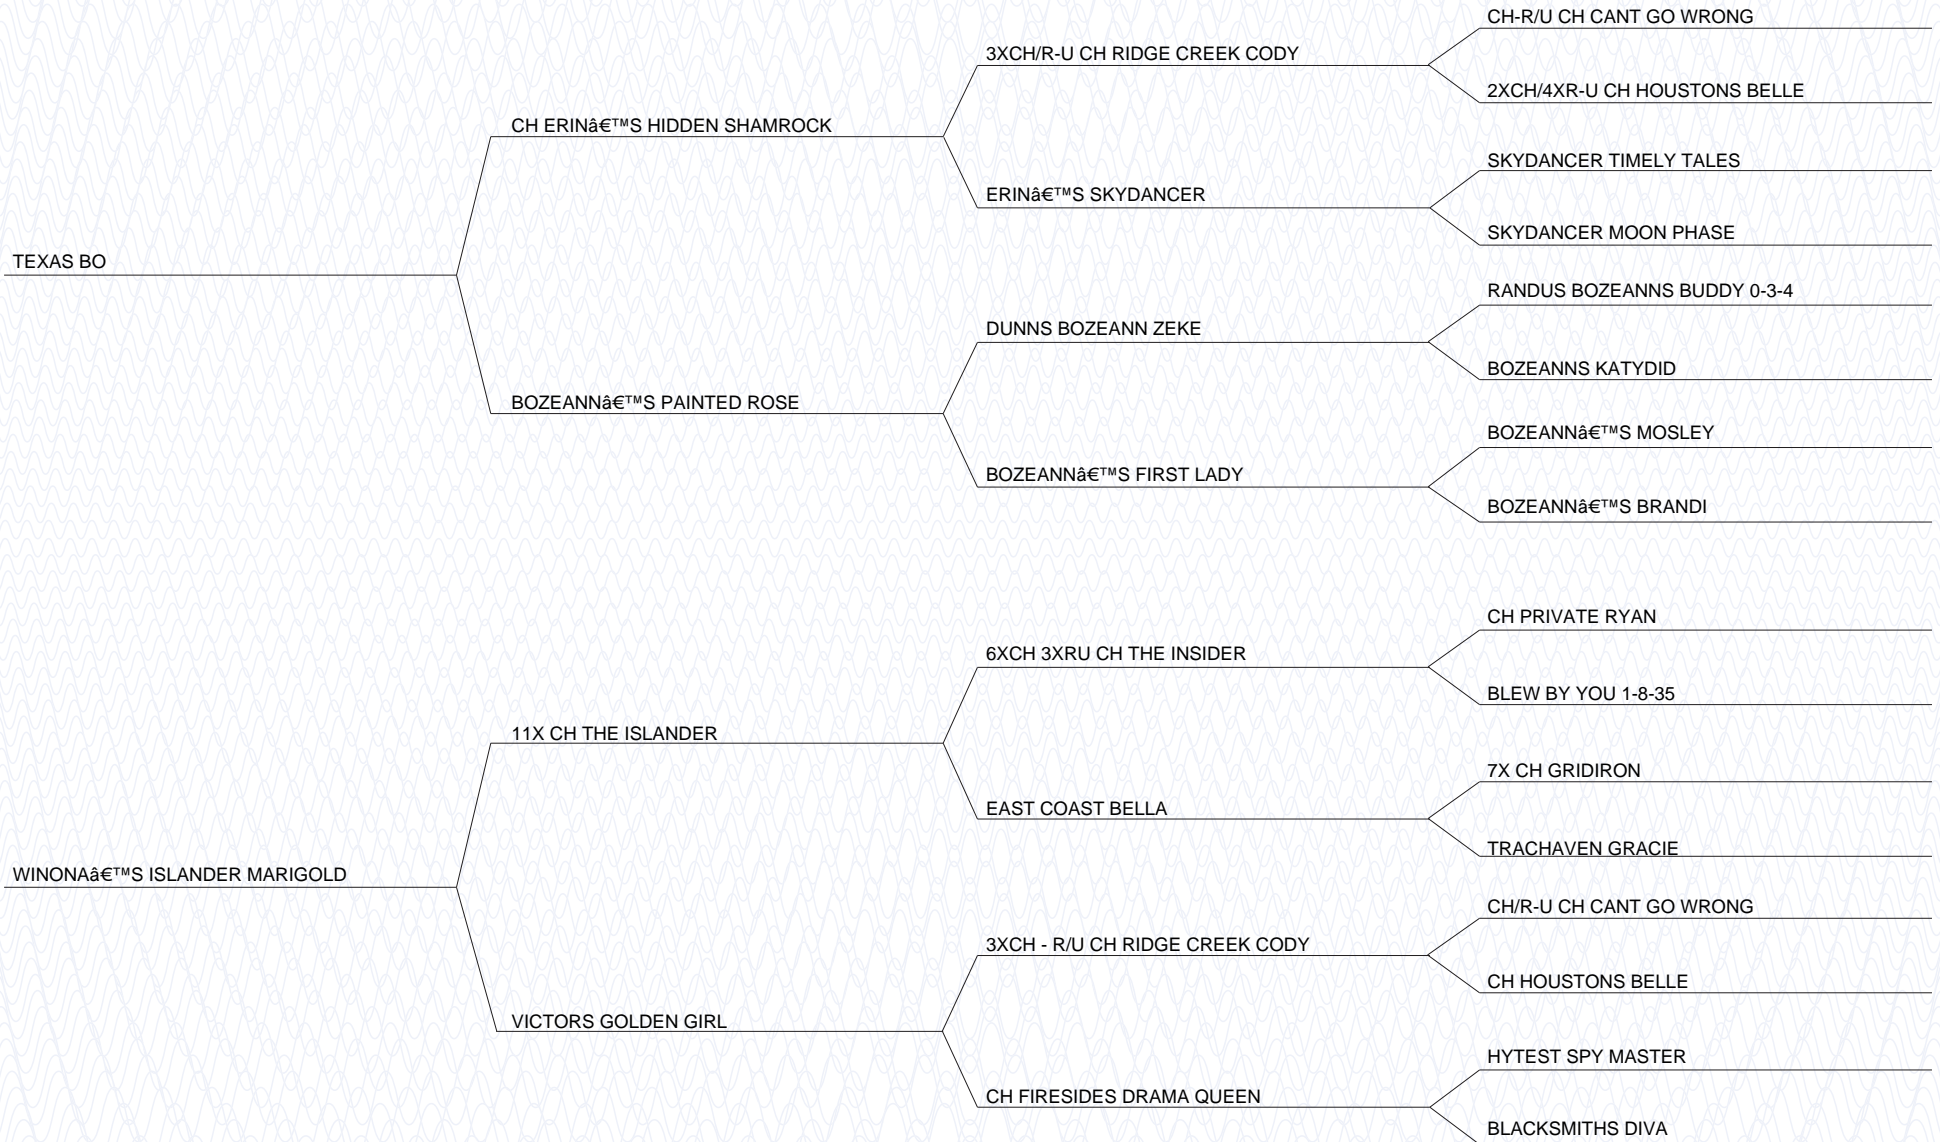 CH-R/U CH CANT GO WRONG
3XCH/R-U CH RIDGE CREEK CODY
2XCH/4XR-U CH HOUSTONS BELLE
CH ERINâ€™S HIDDEN SHAMROCK
SKYDANCER TIMELY TALES
ERINâ€™S SKYDANCER
SKYDANCER MOON PHASE
TEXAS BO
RANDUS BOZEANNS BUDDY 0-3-4
DUNNS BOZEANN ZEKE
BOZEANNS KATYDID
BOZEANNâ€™S PAINTED ROSE
BOZEANNâ€™S MOSLEY
BOZEANNâ€™S FIRST LADY
BOZEANNâ€™S BRANDI
CH PRIVATE RYAN
6XCH 3XRU CH THE INSIDER
BLEW BY YOU 1-8-35
11X CH THE ISLANDER
7X CH GRIDIRON
EAST COAST BELLA
TRACHAVEN GRACIE
WINONAâ€™S ISLANDER MARIGOLD
CH/R-U CH CANT GO WRONG
3XCH - R/U CH RIDGE CREEK CODY
CH HOUSTONS BELLE
VICTORS GOLDEN GIRL
HYTEST SPY MASTER
CH FIRESIDES DRAMA QUEEN
BLACKSMITHS DIVA